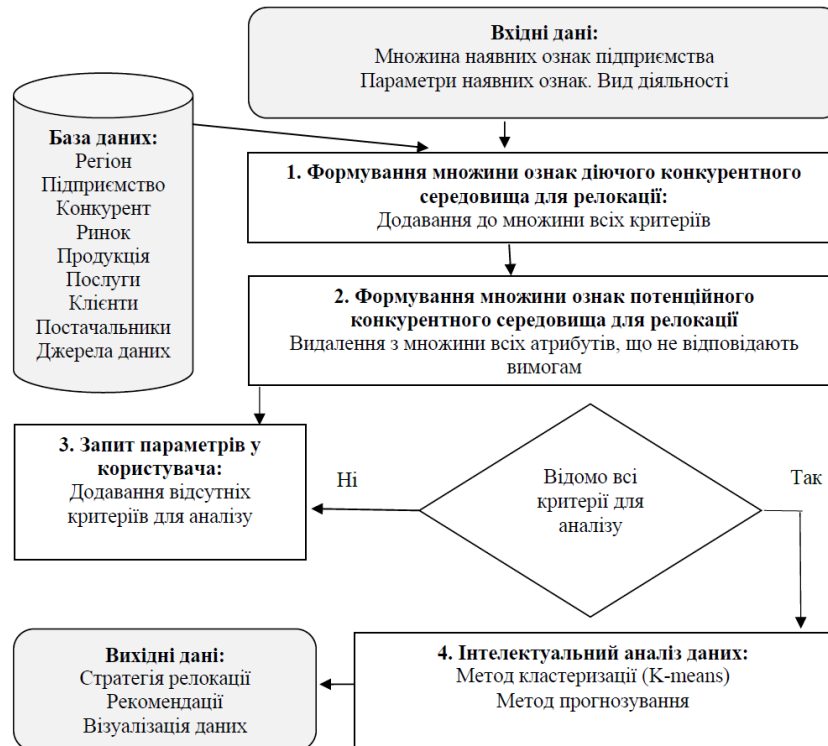 Вхідні дані:
Множина наявних ознак підприємства
Параметри наявних ознак. Вид діяльності
База даних:
Регіон
Підприємство
Конкурент
Ринок
Продукція
Послуги
Клієнти
Постачальники
Джерела даних
1. Формування множини ознак діючого конкурентного
середовища для релокації:
Додавання до множини всіх критеріїв
2. Формування множини ознак потенційного
конкурентного середовища для релокації
Видалення з множини всіх атрибутів, що не відповідають
вимогам
3. Запит параметрів у
користувача:
Додавання відсутніх
критеріїв для аналізу
Ні
Відомо всі
критерії для
аналізу
Так
Вихідні дані:
Стратегія релокації
Рекомендації
Візуалізація даних
4. Інтелектуальний аналіз даних:
Метод кластеризації (K-means)
Метод прогнозування